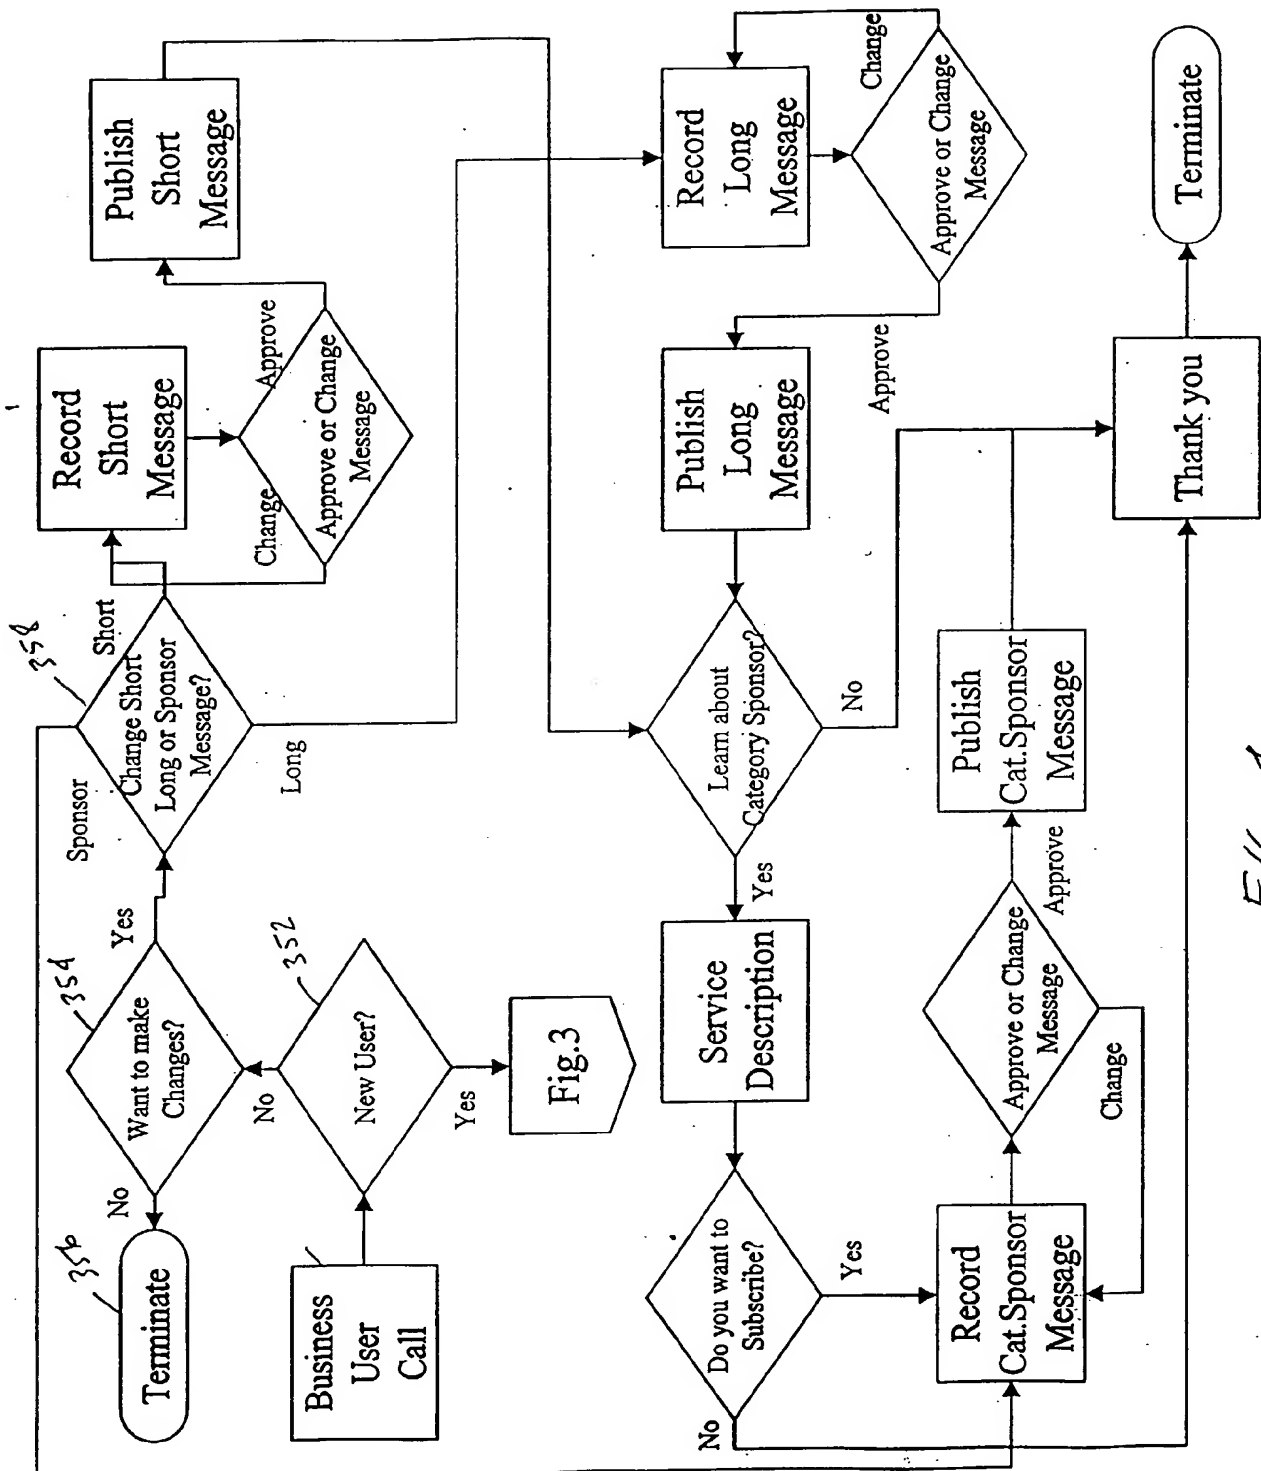 356
Terminate
No
354
Want to make
Changes?
Yes
358
Change Short
Long or Sponsor
Message?
Sponsor
Short
Long
Record
Short
Message
Change
Approve
Approve or Change
Message
Publish
Short
Message
Business
User
Call
352
New User?
No
Yes
Fig.3
No
Do you want to
Subscribe?
Yes
Service
Description
Yes
Learn about
Category Sponsor?
No
Publish
Long
Message
Approve
Record
Long
Message
Change
Approve or Change
Message
Record
Cat.Sponsor
Message
Change
Approve or Change
Message
Approve
Publish
Cat.Sponsor
Message
Thank you
Terminate